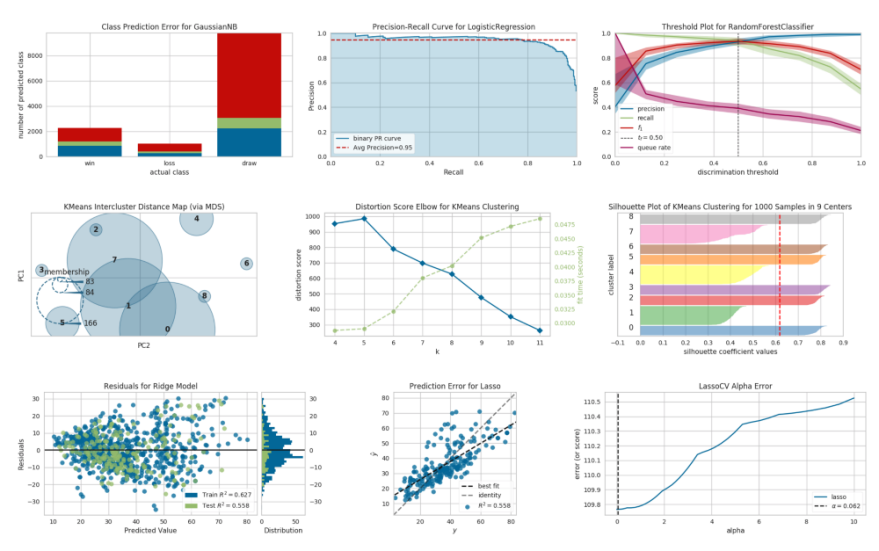 Class Prediction Error for GaussianNB
number of predicted class
10000
8000
6000
4000
2000
0
win loss draw
actual class
Precision-Recall Curve for LogisticRegression
Precision
1.0
0.8
0.6
0.4
0.2
0.0
binary PR curve
Avg Precision=0.95
0.0 0.2 0.4 0.6 0.8 1.0
Recall
Threshold Plot for RandomForestClassifier
score
1.0
0.8
0.6
0.4
0.2
0.0
precision
recall
f1
tr=0.50
queue rate
0.0 0.2 0.4 0.6 0.8 1.0
discrimination threshold
KMeans Intercluster Distance Map (via MDS)
PC1
4
2
7
3
6
membership
83
84
8
1
5
166
0
PC2
Distortion Score Elbow for KMeans Clustering
distortion score
1000
900
800
700
600
500
400
300
0.0475
0.0450
0.0425
0.0400
0.0375
0.0350
0.0325
0.0300
fit time (seconds)
4 5 6 7 8 9 10 11
k
Silhouette Plot of KMeans Clustering for 1000 Samples in 9 Centers
cluster label
8
7
6
5
4
3
2
1
0
−0.1 0.0 0.1 0.2 0.3 0.4 0.5 0.6 0.7 0.8 0.9
silhouette coefficient values
Residuals for Ridge Model
Residuals
30
20
10
0
−10
−20
−30
Train R² = 0.627
Test R² = 0.558
10 20 30 40 50 60 70 80
Predicted Value
30
20
10
0
−10
−20
−30
0 50
Distribution
Prediction Error for Lasso
ŷ
80
70
60
50
40
30
20
10
best fit
identity
R² = 0.558
20 40 60 80
y
LassoCV Alpha Error
error (or score)
110.5
110.4
110.3
110.2
110.1
110.0
109.9
109.8
lasso
α = 0.062
0 2 4 6 8 10
alpha